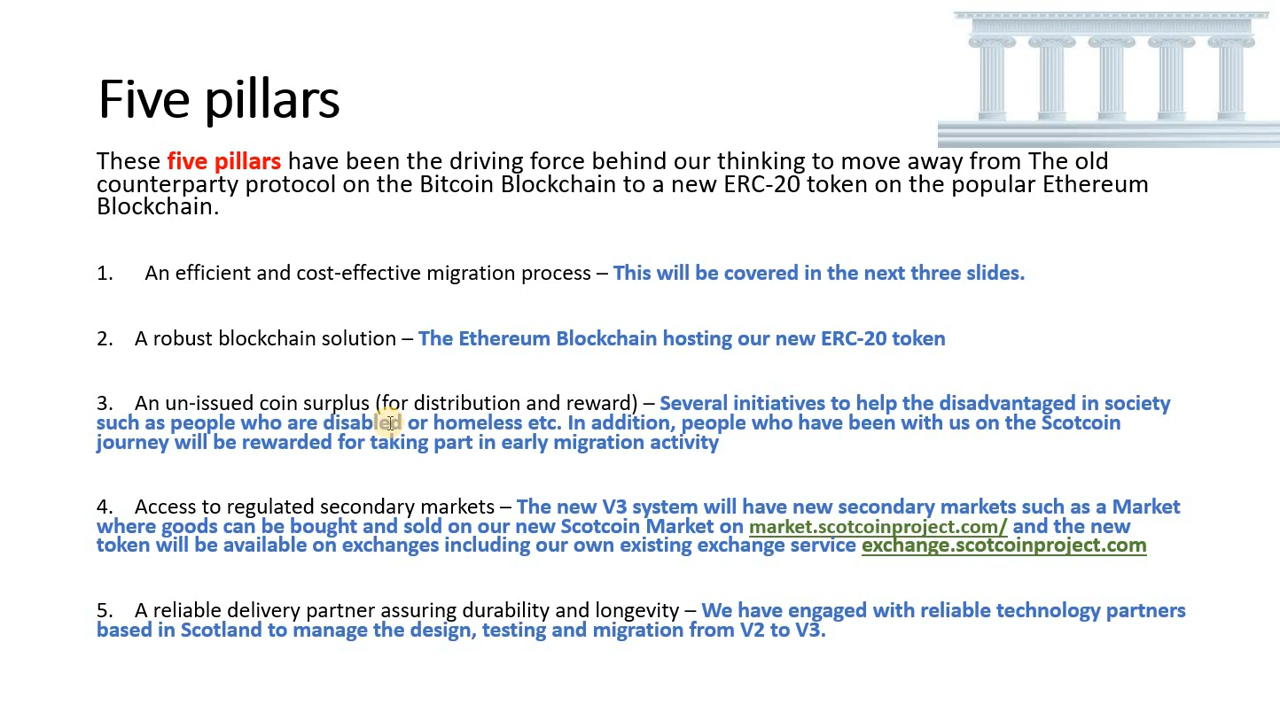 Five pillars
These five pillars have been the driving force behind our thinking to move away from The old
counterparty protocol on the Bitcoin Blockchain to a new ERC-20 token on the popular Ethereum
Blockchain.
1. An efficient and cost-effective migration process – This will be covered in the next three slides.
2. A robust blockchain solution – The Ethereum Blockchain hosting our new ERC-20 token
3. An un-issued coin surplus (for distribution and reward) – Several initiatives to help the disadvantaged in society
such as people who are disabled or homeless etc. In addition, people who have been with us on the Scotcoin
journey will be rewarded for taking part in early migration activity
4. Access to regulated secondary markets – The new V3 system will have new secondary markets such as a Market
where goods can be bought and sold on our new Scotcoin Market on market.scotcoinproject.com/ and the new
token will be available on exchanges including our own existing exchange service exchange.scotcoinproject.com
5. A reliable delivery partner assuring durability and longevity – We have engaged with reliable technology partners
based in Scotland to manage the design, testing and migration from V2 to V3.